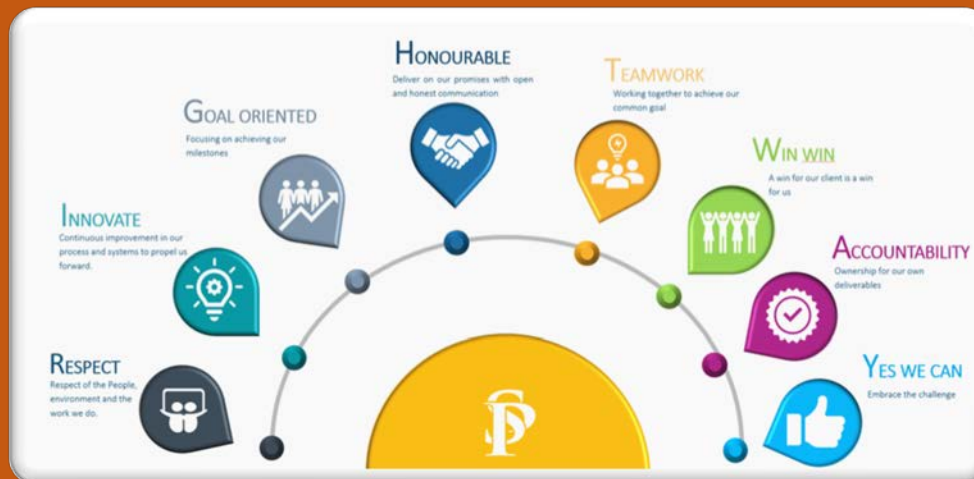 RESPECT
Respect of the People,
environment and the
work we do.
INNOVATE
Continuous improvement in our
process and systems to propel us
forward.
GOAL ORIENTED
Focusing on achieving our
milestones
HONOURABLE
Deliver on our promises with open
and honest communication
TEAMWORK
Working together to achieve our
common goal
WIN WIN
A win for our client is a win
for us
ACCOUNTABILITY
Ownership for our own
deliverables
YES WE CAN
Embrace the challenge
SP